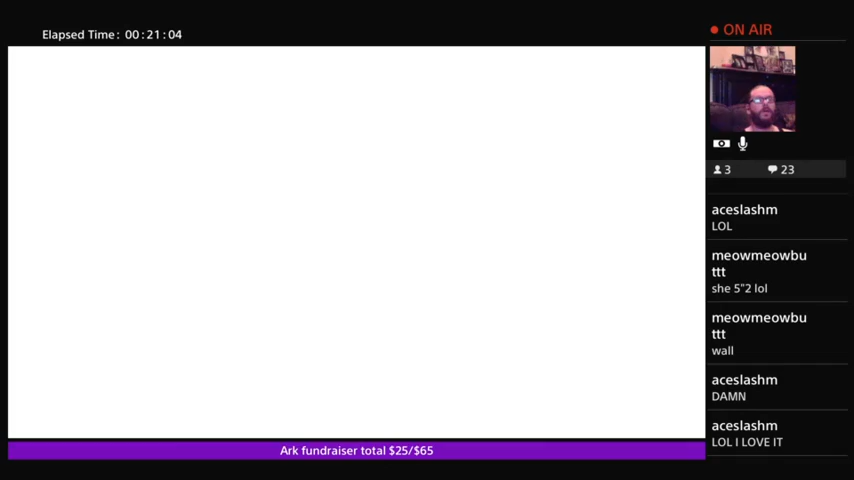 Elapsed Time: 00:21:04
ON AIR
3 23
aceslashm
LOL
meowmeowbu
ttt
she 5"2 lol
meowmeowbu
ttt
wall
aceslashm
DAMN
aceslashm
LOL I LOVE IT
Ark fundraiser total $25/$65